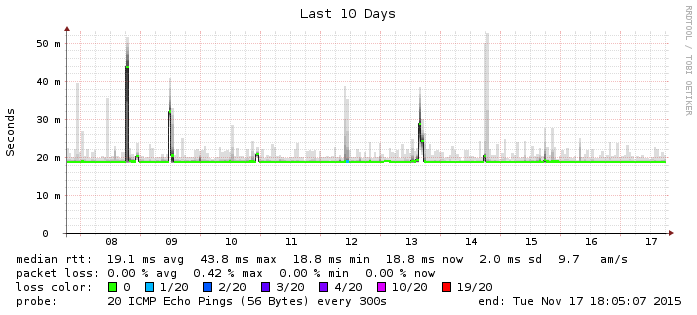 Last 10 Days
RRDTOOL / TOBI OETIKER
Seconds
50 m
40 m
30 m
20 m
10 m
0
08 09 10 11 12 13 14 15 16 17
median rtt: 19.1 ms avg 43.8 ms max 18.8 ms min 18.8 ms now 2.0 ms sd 9.7 am/s
packet loss: 0.00 % avg 0.42 % max 0.00 % min 0.00 % now
loss color: 0 1/20 2/20 3/20 4/20 10/20 19/20
probe: 20 ICMP Echo Pings (56 Bytes) every 300s end: Tue Nov 17 18:05:07 2015